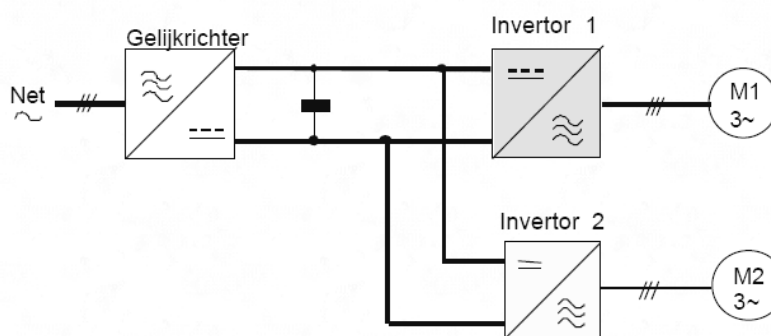 Gelijkrichter
Invertor 1
Net
M1
3~
Invertor 2
M2
3~